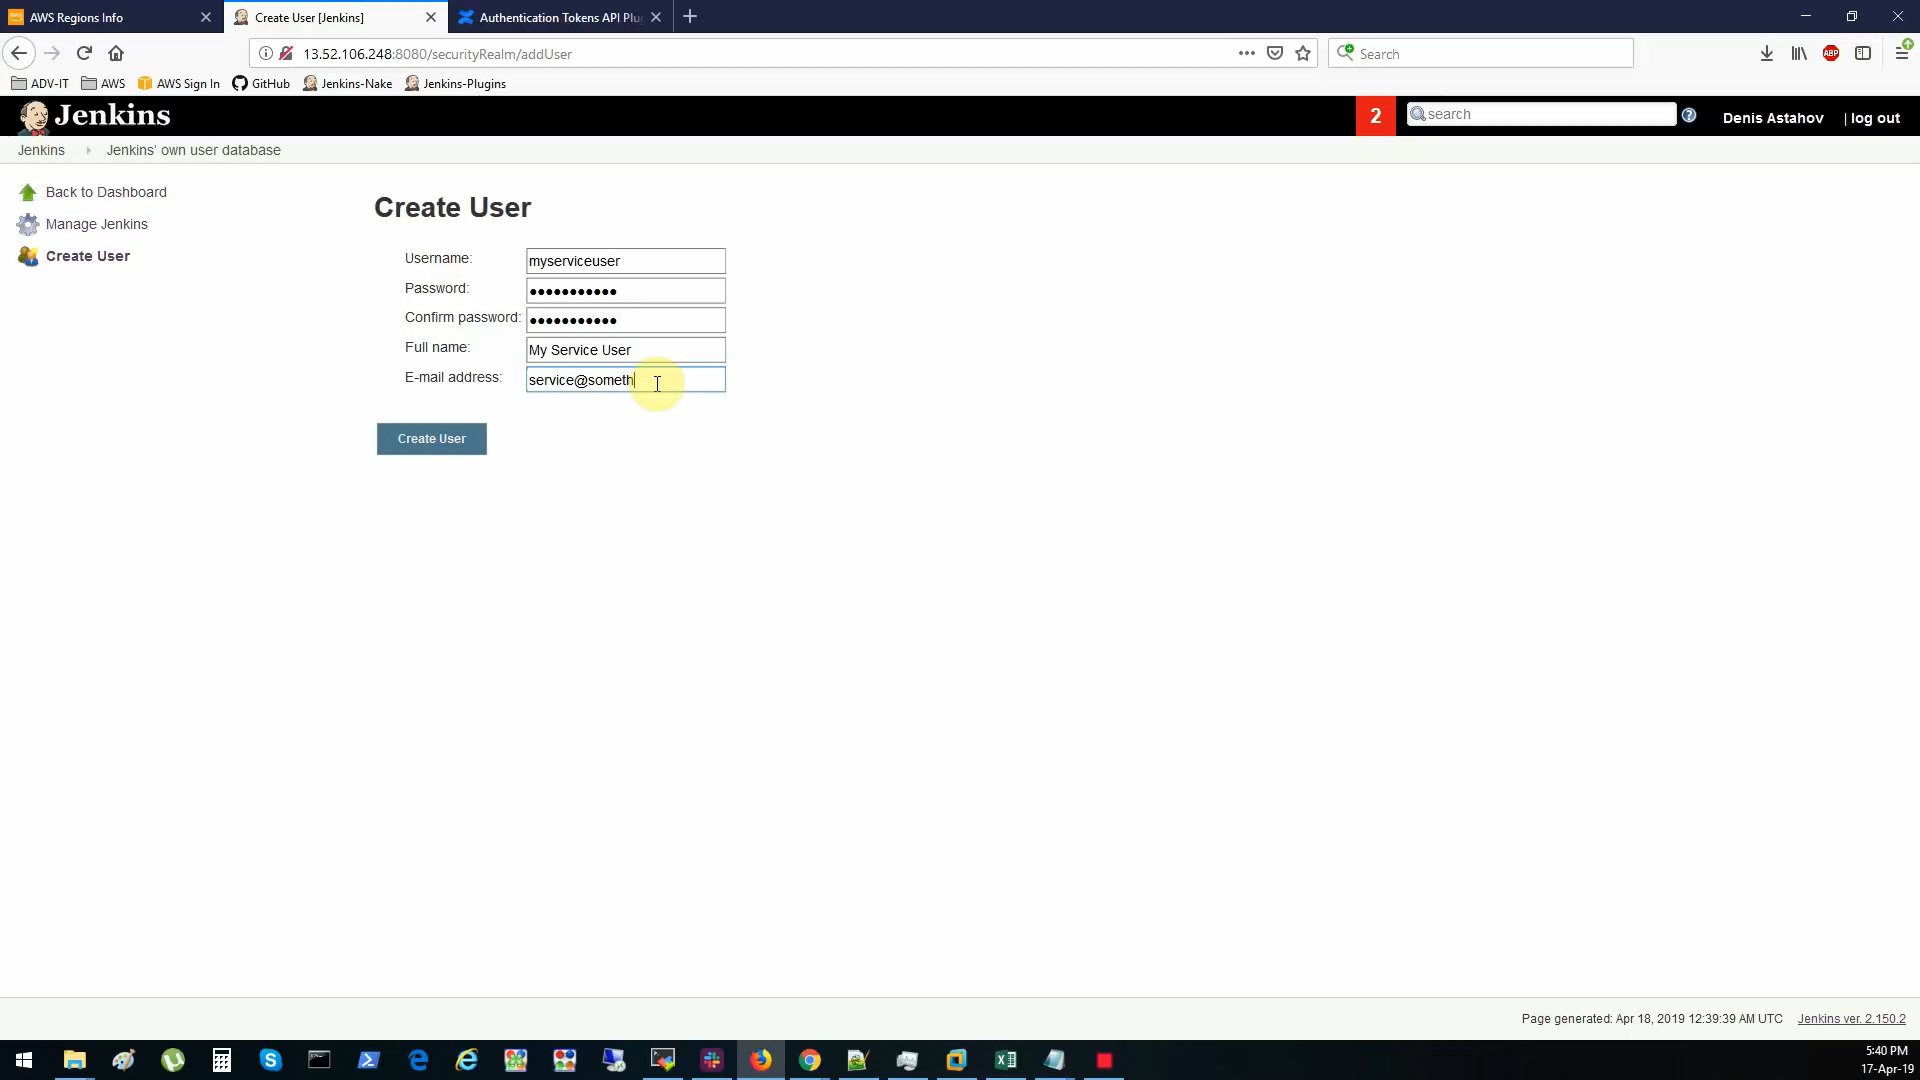 AWS Regions Info
Create User [Jenkins]
Authentication Tokens API Plu
13.52.106.248:8080/securityRealm/addUser
Search
ADV-IT
AWS
AWS Sign In
GitHub
Jenkins-Nake
Jenkins-Plugins
Jenkins
2
search
Denis Astahov
| log out
Jenkins
Jenkins' own user database
Back to Dashboard
Manage Jenkins
Create User
Create User
Username:
myserviceuser
Password:
Confirm password:
Full name:
My Service User
E-mail address:
service@someth
Create User
Page generated: Apr 18, 2019 12:39:39 AM UTC
Jenkins ver. 2.150.2
5:40 PM
17-Apr-19